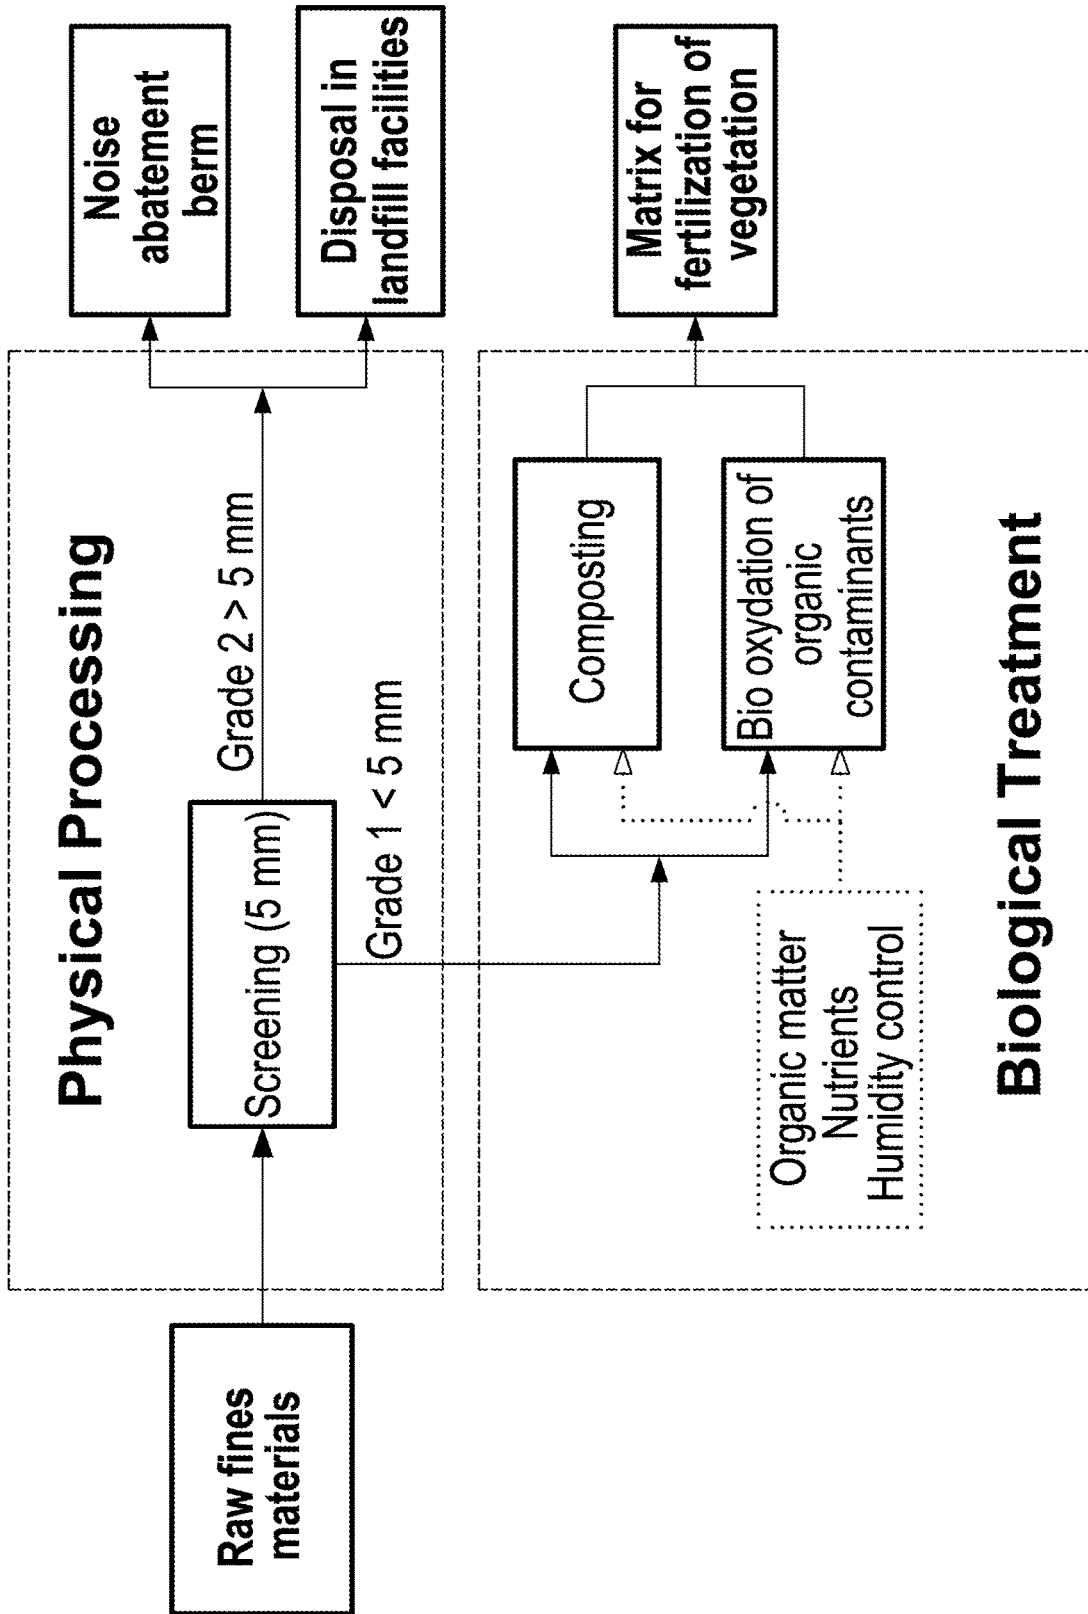 Physical Processing
Raw fines
materials
Screening (5 mm)
Grade 2 > 5 mm
Grade 1 < 5 mm
Noise
abatement
berm
Disposal in
landfill facilities
Organic matter
Nutrients
Humidity control
Composting
Bio oxydation of
organic
contaminants
Matrix for
fertilization of
vegetation
Biological Treatment